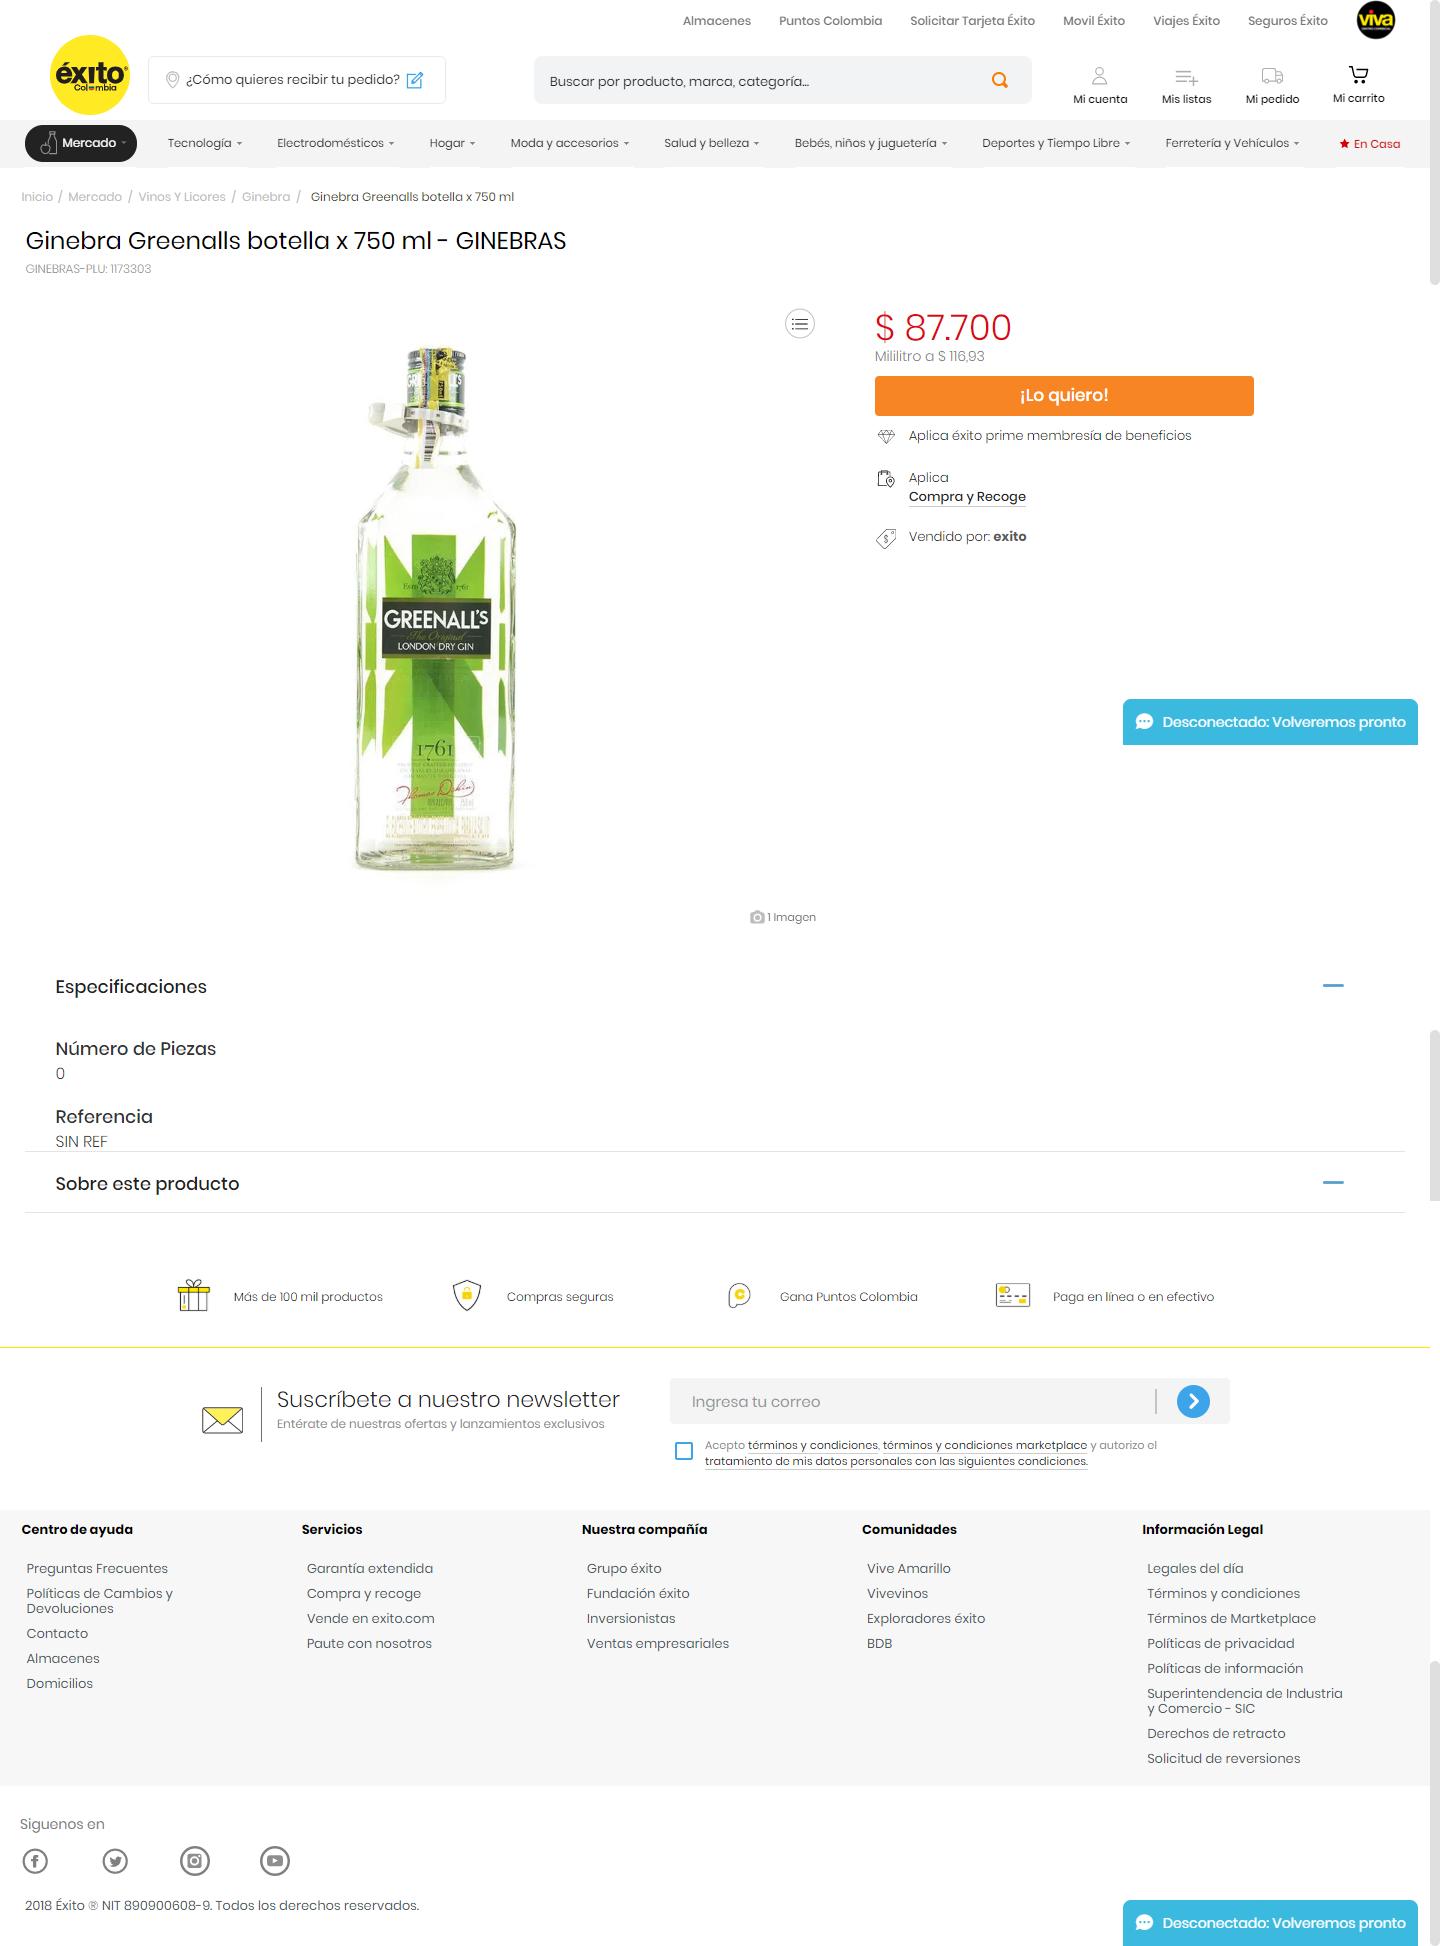 Almacenes Puntos Colombia Solicitar Tarjeta Éxito Movil Éxito Viajes Éxito Seguros Éxito viva
éxito
Colombia
¿Cómo quieres recibir tu pedido?
Buscar por producto, marca, categoría...
Mi cuenta Mis listas Mi pedido Mi carrito
Mercado Tecnología Electrodomésticos Hogar Moda y accesorios Salud y belleza Bebés, niños y juguetería Deportes y Tiempo Libre Ferretería y Vehículos En Casa
Inicio / Mercado / Vinos Y Licores / Ginebra / Ginebra Greenalls botella x 750 ml
Ginebra Greenalls botella x 750 ml - GINEBRAS
GINEBRAS-PLU: 1173303
$ 87.700
Mililitro a $ 116,93
¡Lo quiero!
Aplica éxito prime membresía de beneficios
Aplica
Compra y Recoge
Vendido por: exito
1761
GREENALL'S
The Original
LONDON DRY GIN
1761
Desconectado: Volveremos pronto
1 Imagen
Especificaciones
Número de Piezas
0
Referencia
SIN REF
Sobre este producto
Más de 100 mil productos Compras seguras Gana Puntos Colombia Paga en línea o en efectivo
Suscríbete a nuestro newsletter
Entérate de nuestras ofertas y lanzamientos exclusivos
Ingresa tu correo
Acepto términos y condiciones, términos y condiciones marketplace y autorizo el
tratamiento de mis datos personales con las siguientes condiciones.
Centro de ayuda
Preguntas Frecuentes
Políticas de Cambios y
Devoluciones
Contacto
Almacenes
Domicilios
Servicios
Garantía extendida
Compra y recoge
Vende en exito.com
Paute con nosotros
Nuestra compañía
Grupo éxito
Fundación éxito
Inversionistas
Ventas empresariales
Comunidades
Vive Amarillo
Vivevinos
Exploradores éxito
BDB
Información Legal
Legales del día
Términos y condiciones
Términos de Martketplace
Políticas de privacidad
Políticas de información
Superintendencia de Industria
y Comercio - SIC
Derechos de retracto
Solicitud de reversiones
Siguenos en
2018 Éxito ® NIT 890900608-9. Todos los derechos reservados.
Desconectado: Volveremos pronto